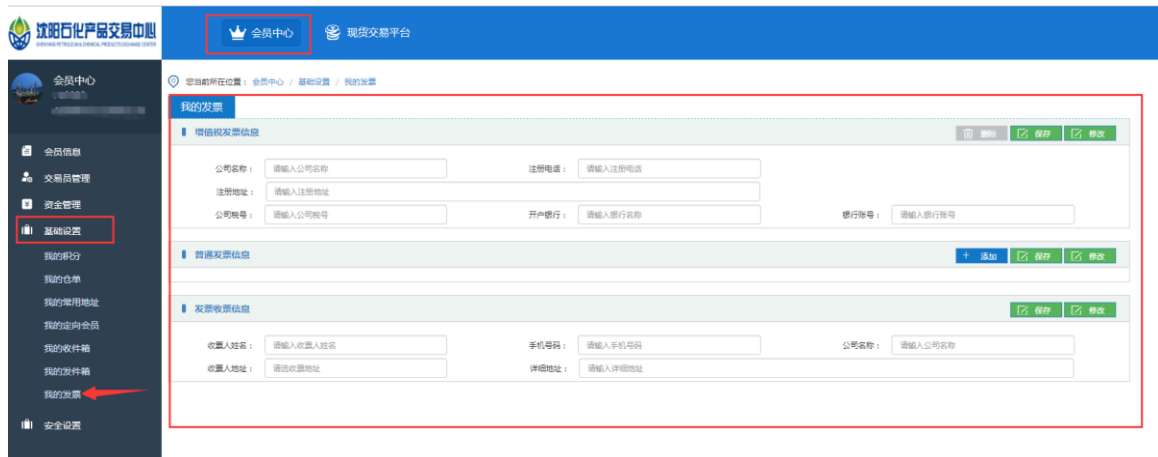 沈阳石化产品交易中心
SHENYANG PETROLEUM & CHEMICAL PRODUCTS EXCHANGE CENTER
会员中心
现货交易平台
会员中心
您当前所在位置： 会员中心 / 基础设置 / 我的发票
我的发票
增值税发票信息
删除 保存 修改
公司名称： 请输入公司名称 注册电话： 请输入注册电话
注册地址： 请输入注册地址
公司税号： 请输入公司税号 开户银行： 请输入银行名称 银行账号： 请输入银行账号
普通发票信息
+ 添加 保存 修改
发票收票信息
保存 修改
收票人姓名： 请输入收票人姓名 手机号码： 请输入手机号码 公司名称： 请输入公司名称
收票人地址： 请选收票地址 详细地址： 请输入详细地址
会员信息
交易员管理
资金管理
基础设置
我的积分
我的仓单
我的常用地址
我的定向会员
我的收件箱
我的发件箱
我的发票
安全设置